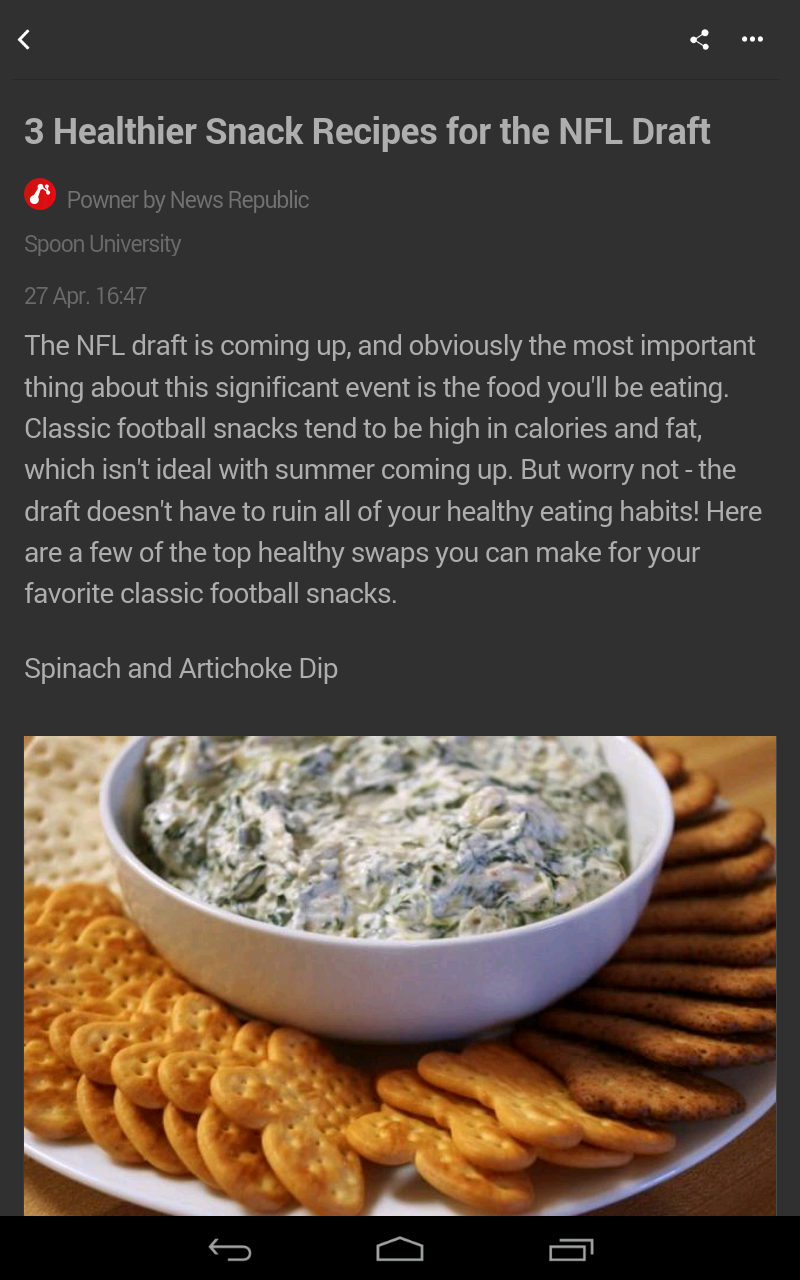 3 Healthier Snack Recipes for the NFL Draft
Powner by News Republic
Spoon University
27 Apr. 16:47
The NFL draft is coming up, and obviously the most important
thing about this significant event is the food you'll be eating.
Classic football snacks tend to be high in calories and fat,
which isn't ideal with summer coming up. But worry not - the
draft doesn't have to ruin all of your healthy eating habits! Here
are a few of the top healthy swaps you can make for your
favorite classic football snacks.
Spinach and Artichoke Dip